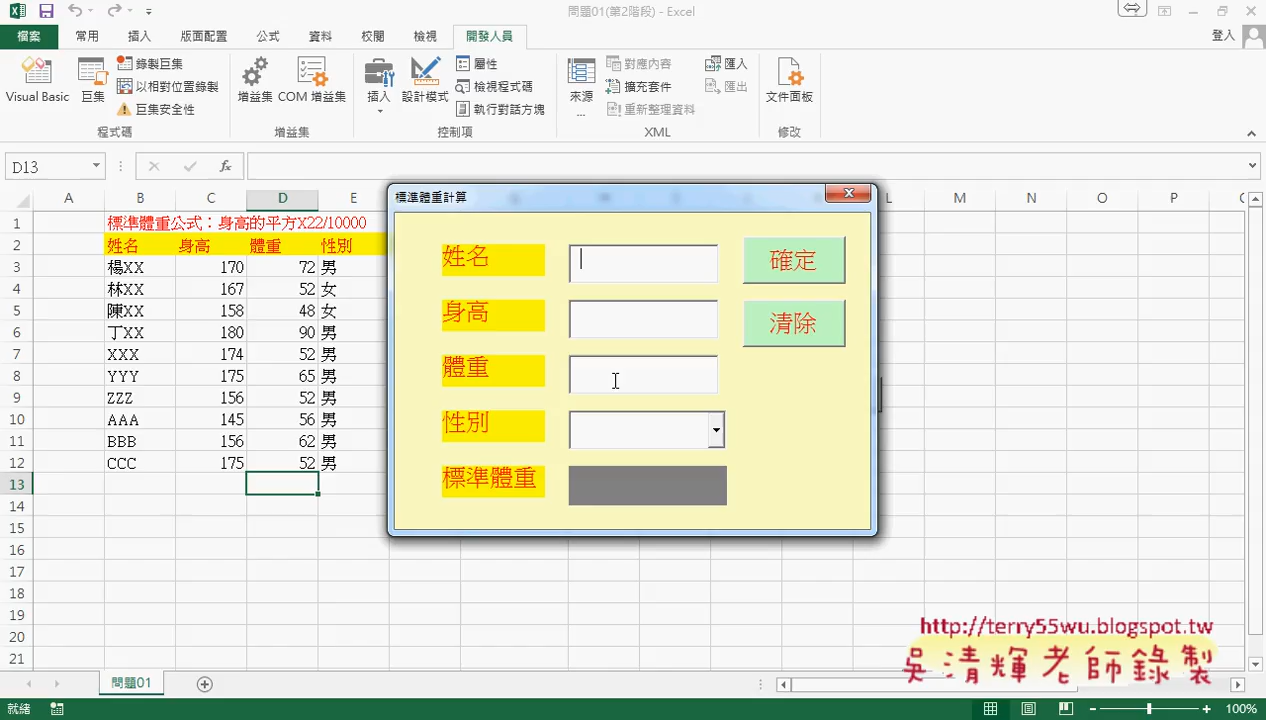 問題01(第2階段) - Excel
檔案 常用 插入 版面配置 公式 資料 校閱 檢視 開發人員 登入
Visual Basic 巨集 錄製巨集 以相對位置錄製 巨集安全性 程式碼
增益集 COM 增益集 增益集
插入 設計模式 屬性 檢視程式碼 執行對話方塊 控制項
來源 ... 對應內容 擴充套件 重新整理資料 匯入 匯出 XML
文件面板 修改
D13 fx
A B C D E L M N O P
1 標準體重公式：身高的平方X22/10000
2 姓名 身高 體重 性別
3 楊XX 170 72 男
4 林XX 167 52 女
5 陳XX 158 48 女
6 丁XX 180 90 男
7 XXX 174 52 男
8 YYY 175 65 男
9 ZZZ 156 52 男
10 AAA 145 56 男
11 BBB 156 62 男
12 CCC 175 52 男
13
14
15
16
17
18
19
20
21
標準體重計算
姓名 確定
身高 清除
體重
性別
標準體重
http://terry55wu.blogspot.tw
吳清輝老師錄製
問題01
就緒 100%